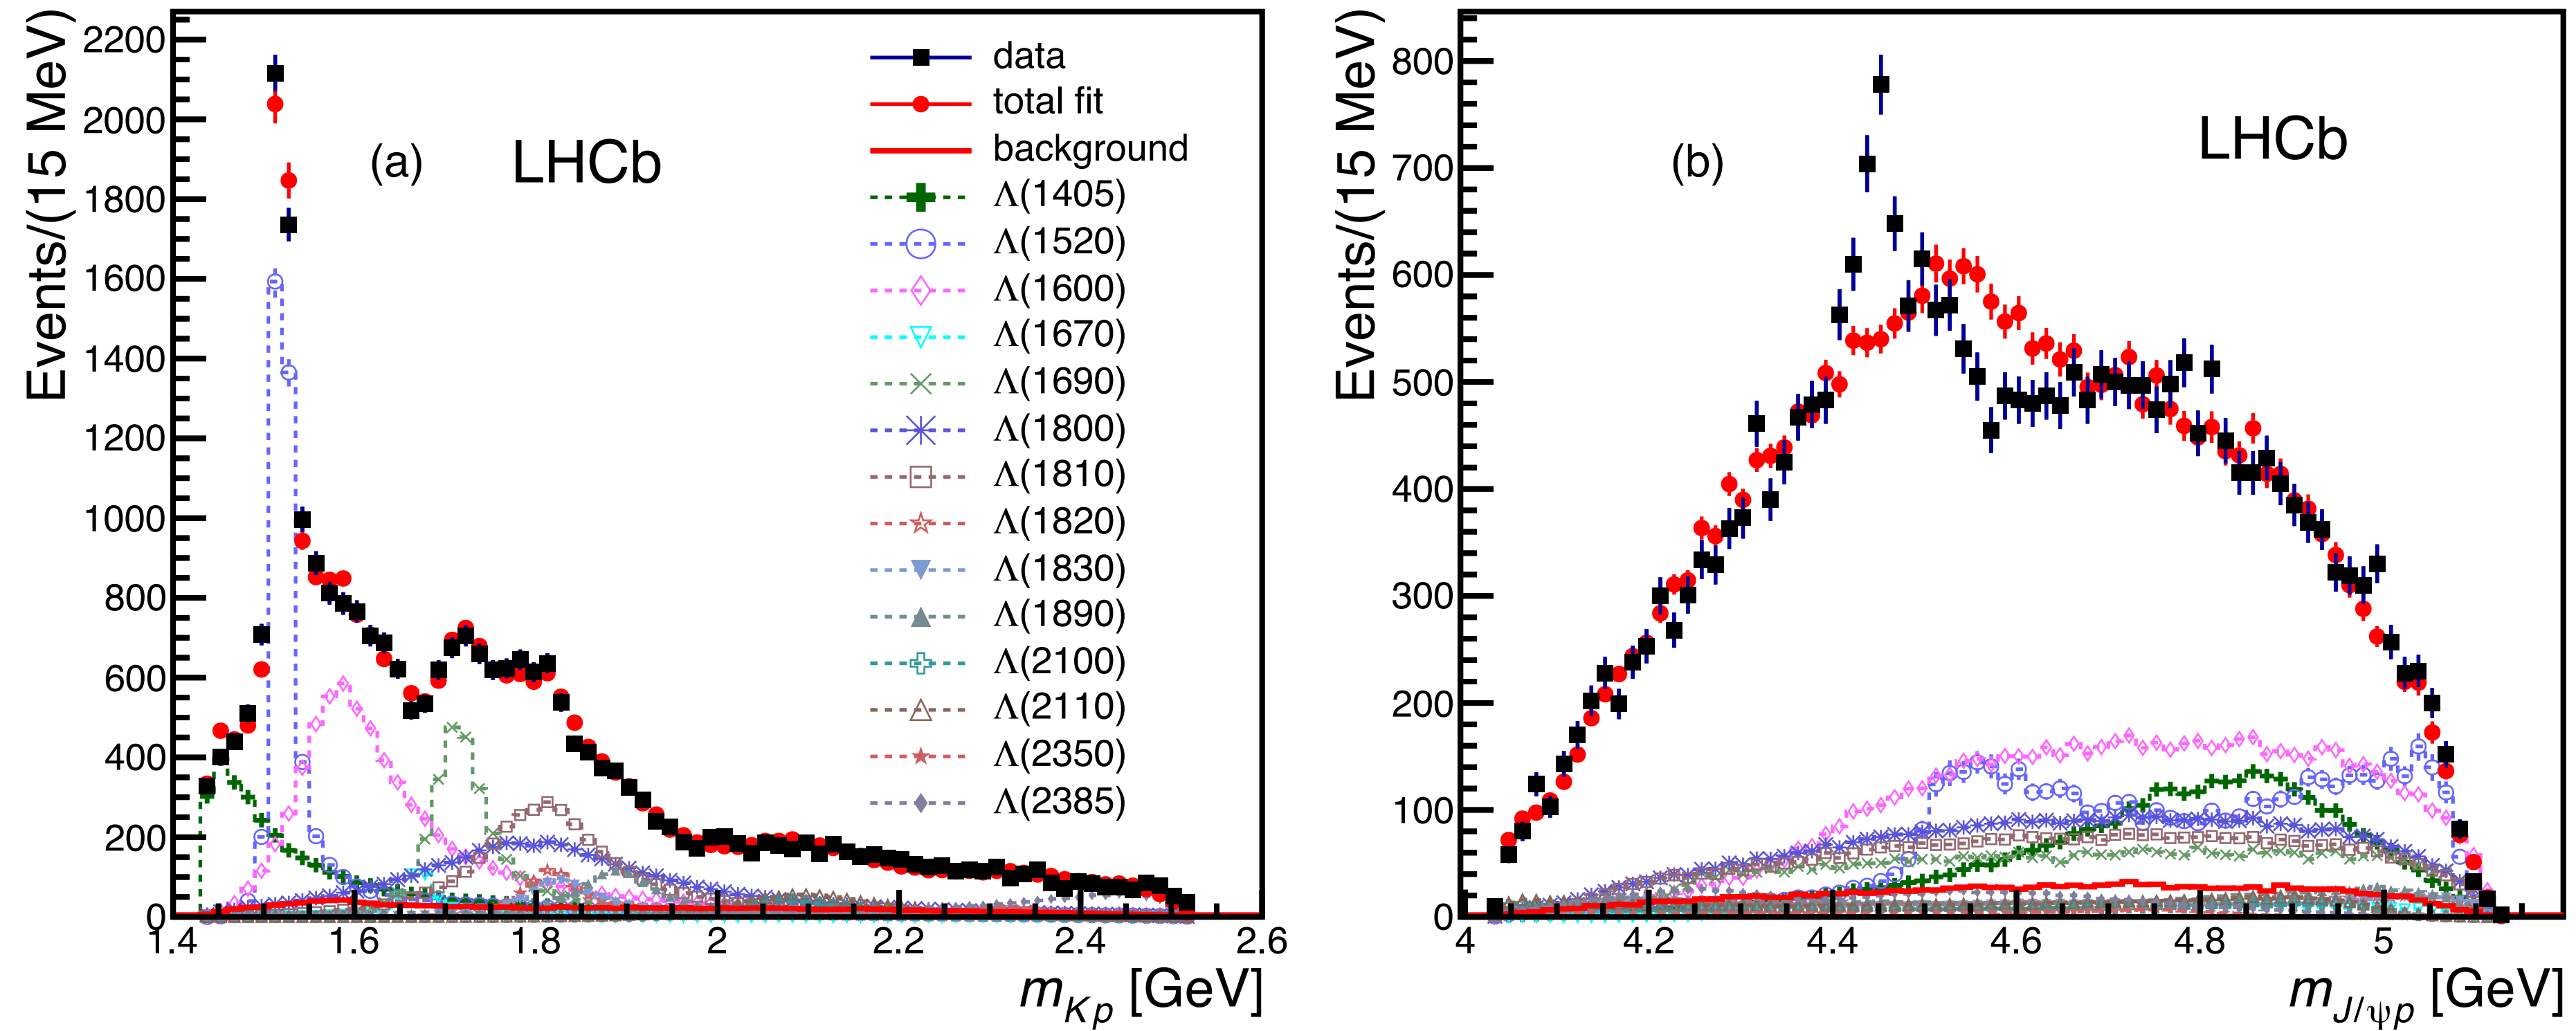 Events/(15 MeV)
2200
2000
1800
1600
1400
1200
1000
800
600
400
200
0
1.4
1.6
1.8
2
2.2
2.4
2.6
m_{Kp} [GeV]
(a)
LHCb
data
total fit
background
Λ(1405)
Λ(1520)
Λ(1600)
Λ(1670)
Λ(1690)
Λ(1800)
Λ(1810)
Λ(1820)
Λ(1830)
Λ(1890)
Λ(2100)
Λ(2110)
Λ(2350)
Λ(2385)
Events/(15 MeV)
800
700
600
500
400
300
200
100
0
4
4.2
4.4
4.6
4.8
5
m_{J/ψp} [GeV]
(b)
LHCb